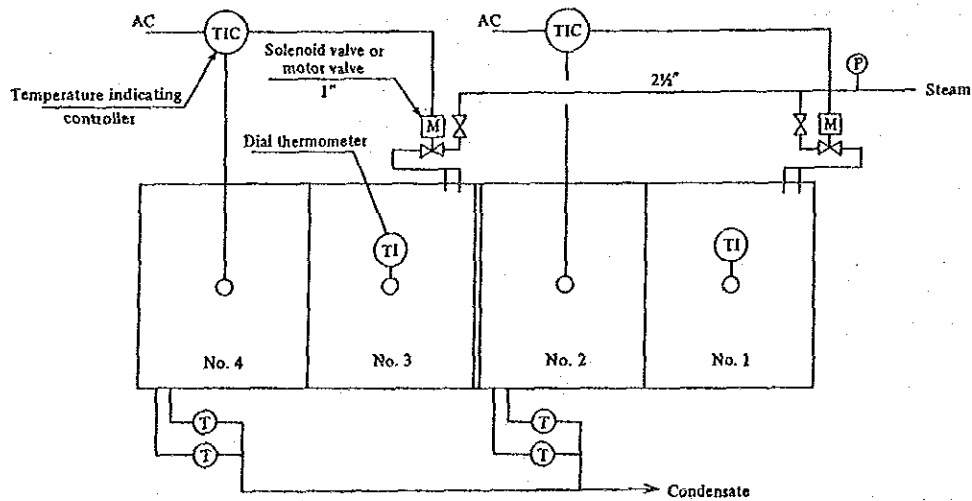 AC
TIC
AC
TIC
Solenoid valve or
motor valve
1"
P
2½"
Steam
Temperature indicating
controller
M
M
Dial thermometer
TI
TI
No. 4
No. 3
No. 2
No. 1
T
T
T
T
Condensate